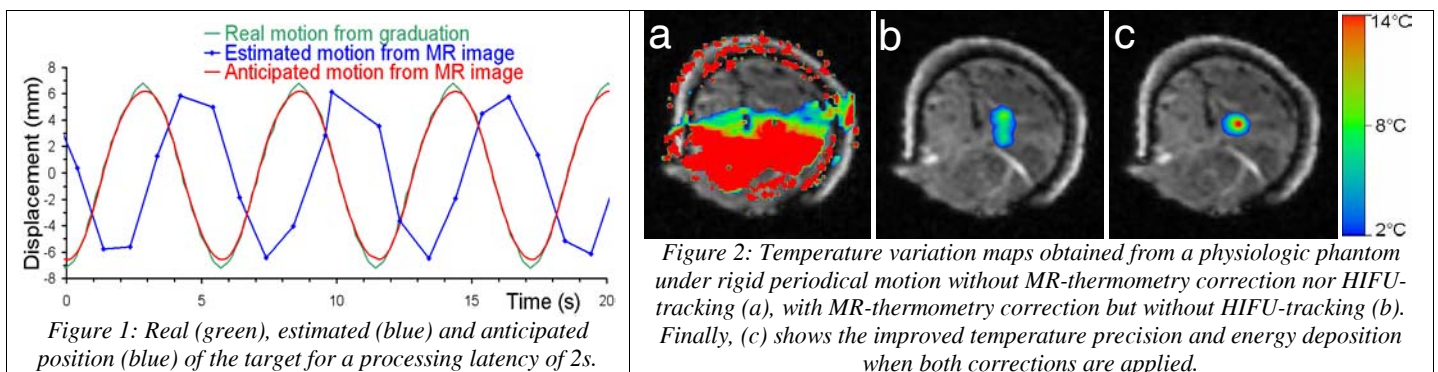 Real motion from graduation
Estimated motion from MR image
Anticipated motion from MR image
Displacement (mm)
8
6
4
2
0
-2
-4
-6
-8
0
5
10
15
20
Time (s)
Figure 1: Real (green), estimated (blue) and anticipated
position (blue) of the target for a processing latency of 2s.
a
b
c
14°C
8°C
2°C
Figure 2: Temperature variation maps obtained from a physiologic phantom
under rigid periodical motion without MR-thermometry correction nor HIFU-
tracking (a), with MR-thermometry correction but without HIFU-tracking (b).
Finally, (c) shows the improved temperature precision and energy deposition
when both corrections are applied.